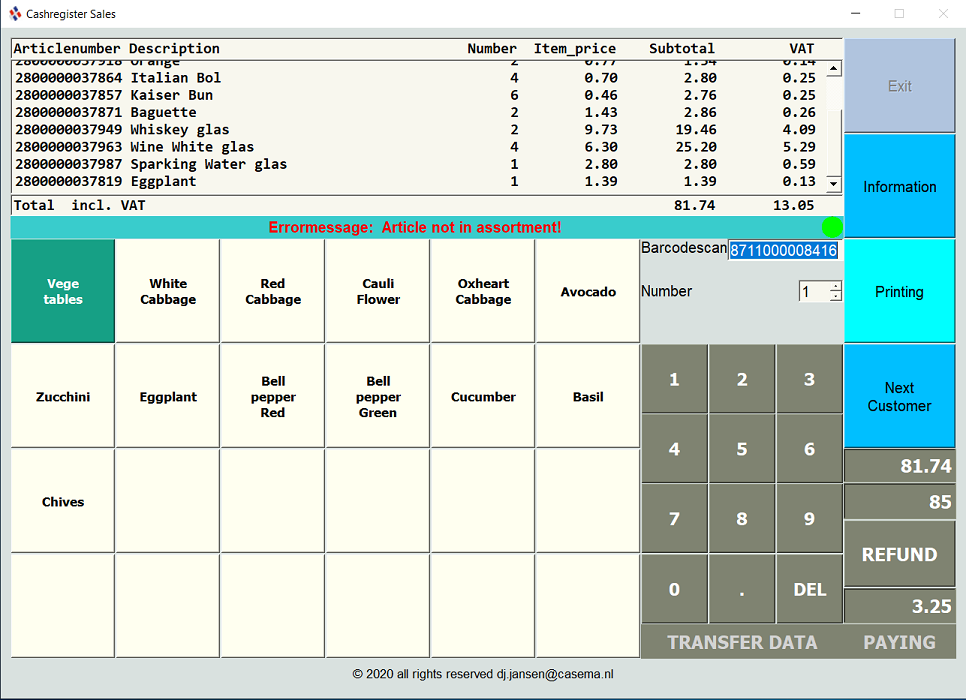 Cashregister Sales
Articlenumber Description Number Item_price Subtotal VAT
2800000037918 Orange 2 0.77 1.54 0.14
2800000037864 Italian Bol 4 0.70 2.80 0.25
2800000037857 Kaiser Bun 6 0.46 2.76 0.25
2800000037871 Baguette 2 1.43 2.86 0.26
2800000037949 Whiskey glas 2 9.73 19.46 4.09
2800000037963 Wine White glas 4 6.30 25.20 5.29
2800000037987 Sparking Water glas 1 2.80 2.80 0.59
2800000037819 Eggplant 1 1.39 1.39 0.13
Total incl. VAT 81.74 13.05
Errormessage: Article not in assortment!
Exit
Information
Printing
Next
Customer
Barcodescan 8711000008416
Number 1
Vege
tables
White
Cabbage
Red
Cabbage
Cauli
Flower
Oxheart
Cabbage
Avocado
Zucchini
Eggplant
Bell
pepper
Red
Bell
pepper
Green
Cucumber
Basil
Chives
1 2 3
4 5 6
7 8 9
0 . DEL
81.74
85
REFUND
3.25
TRANSFER DATA PAYING
© 2020 all rights reserved dj.jansen@casema.nl